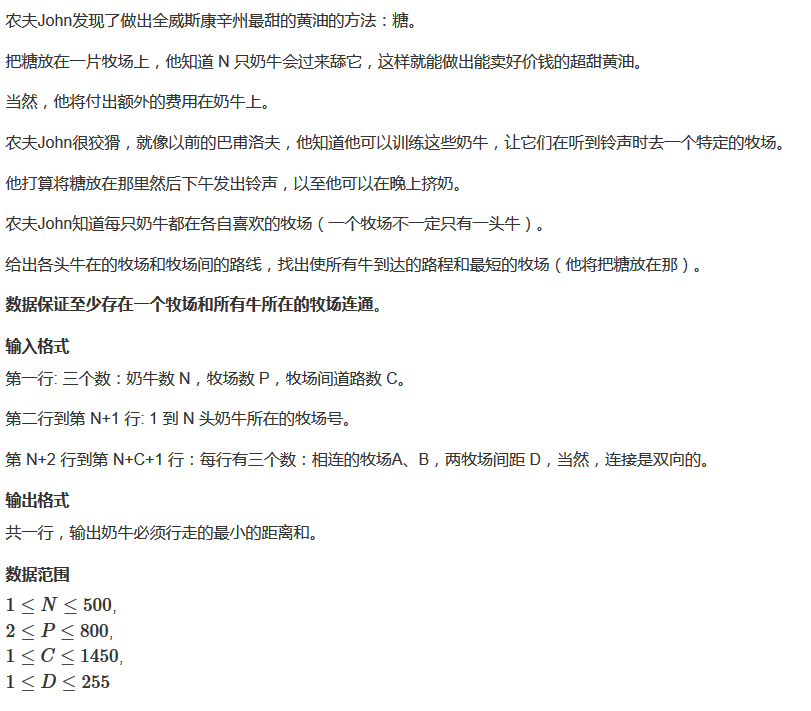 农夫John发现了做出全威斯康辛州最甜的黄油的方法：糖。
把糖放在一片牧场上，他知道 N 只奶牛会过来舔它，这样就能做出能卖好价钱的超甜黄油。
当然，他将付出额外的费用在奶牛上。
农夫John很狡猾，就像以前的巴甫洛夫，他知道他可以训练这些奶牛，让它们在听到铃声时去一个特定的牧场。
他打算将糖放在那里然后下午发出铃声，以至他可以在晚上挤奶。
农夫John知道每只奶牛都在各自喜欢的牧场（一个牧场不一定只有一头牛）。
给出各头牛在的牧场和牧场间的路线，找出使所有牛到达的路程和最短的牧场（他将把糖放在那）。
数据保证至少存在一个牧场和所有牛所在的牧场连通。
输入格式
第一行: 三个数：奶牛数 N，牧场数 P，牧场间道路数 C。
第二行到第 N+1 行: 1 到 N 头奶牛所在的牧场号。
第 N+2 行到第 N+C+1 行：每行有三个数：相连的牧场A、B，两牧场间距 D，当然，连接是双向的。
输出格式
共一行，输出奶牛必须行走的最小的距离和。
数据范围
1 ≤ N ≤ 500,
2 ≤ P ≤ 800,
1 ≤ C ≤ 1450,
1 ≤ D ≤ 255